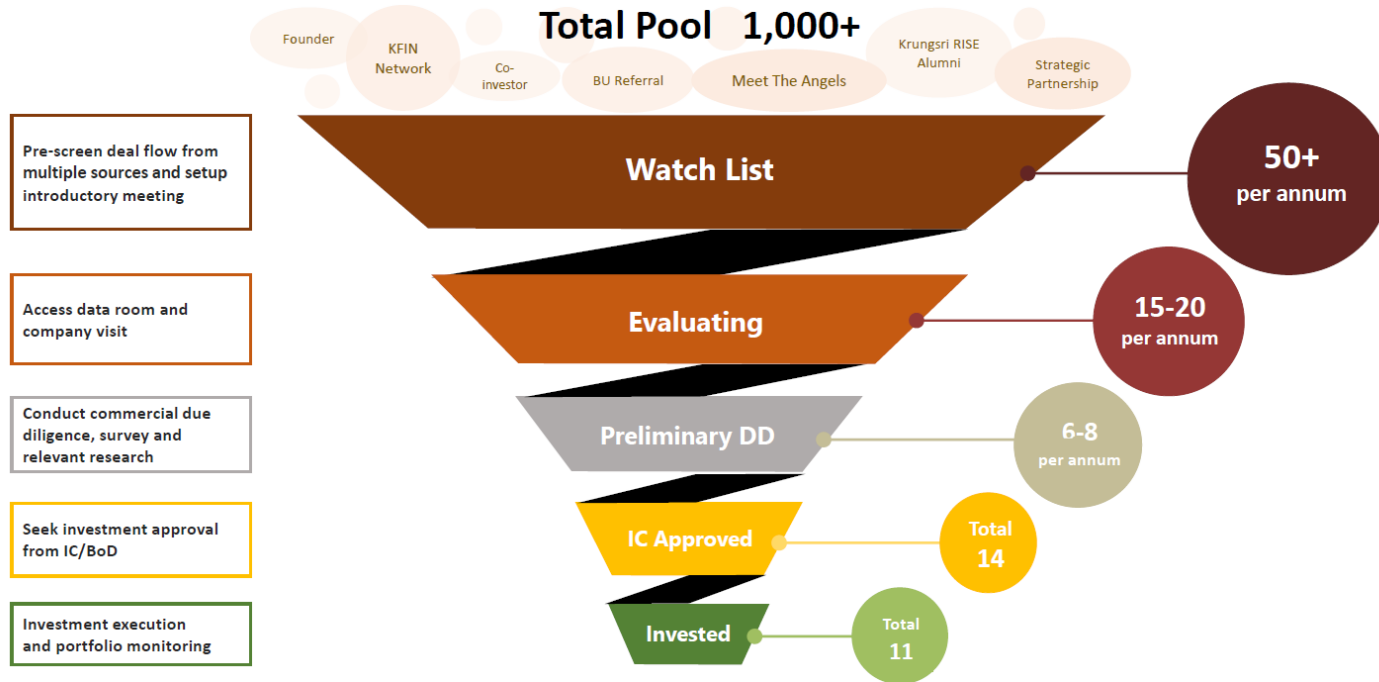 Total Pool 1,000+
Founder
KFIN
Network
Co-
investor
BU Referral
Meet The Angels
Krungsri RISE
Alumni
Strategic
Partnership
Pre-screen deal flow from
multiple sources and setup
introductory meeting
Watch List
50+
per annum
Access data room and
company visit
Evaluating
15-20
per annum
Conduct commercial due
diligence, survey and
relevant research
Preliminary DD
6-8
per annum
Seek investment approval
from IC/BoD
IC Approved
Total
14
Investment execution
and portfolio monitoring
Invested
Total
11